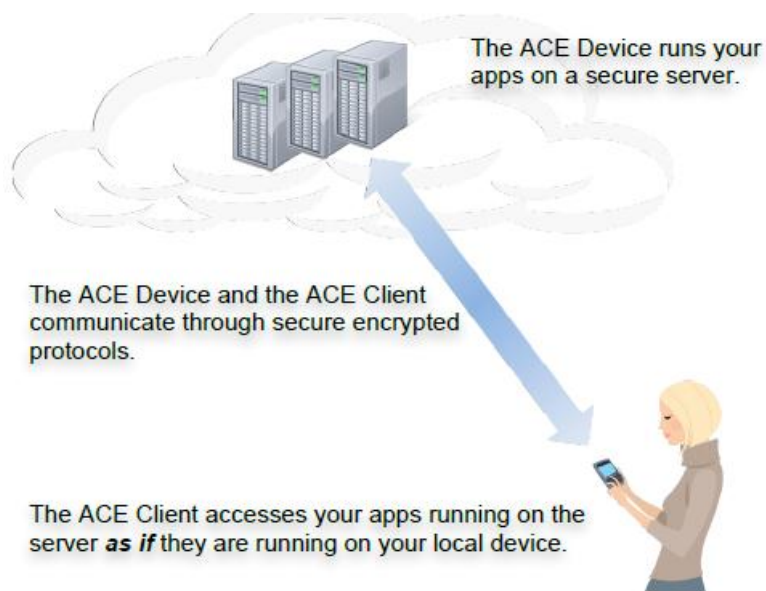 The ACE Device runs your
apps on a secure server.
The ACE Device and the ACE Client
communicate through secure encrypted
protocols.
The ACE Client accesses your apps running on the
server as if they are running on your local device.